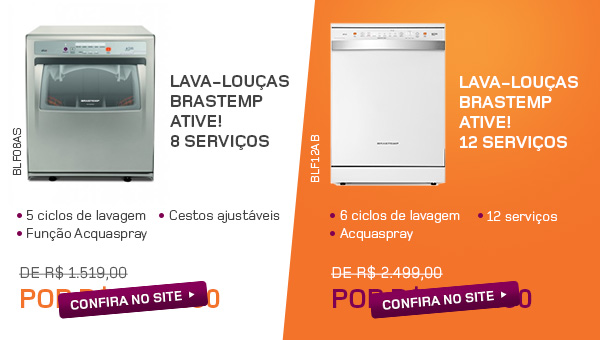 BLF08AS
LAVA-LOUÇAS
BRASTEMP
ATIVE!
8 SERVIÇOS
5 ciclos de lavagem
Cestos ajustáveis
Função Acquaspray
DE R$ 1.519,00
POR
CONFIRA NO SITE
BLF12AB
LAVA-LOUÇAS
BRASTEMP
ATIVE!
12 SERVIÇOS
6 ciclos de lavagem
12 serviços
Acquaspray
DE R$ 2.499,00
POR
CONFIRA NO SITE